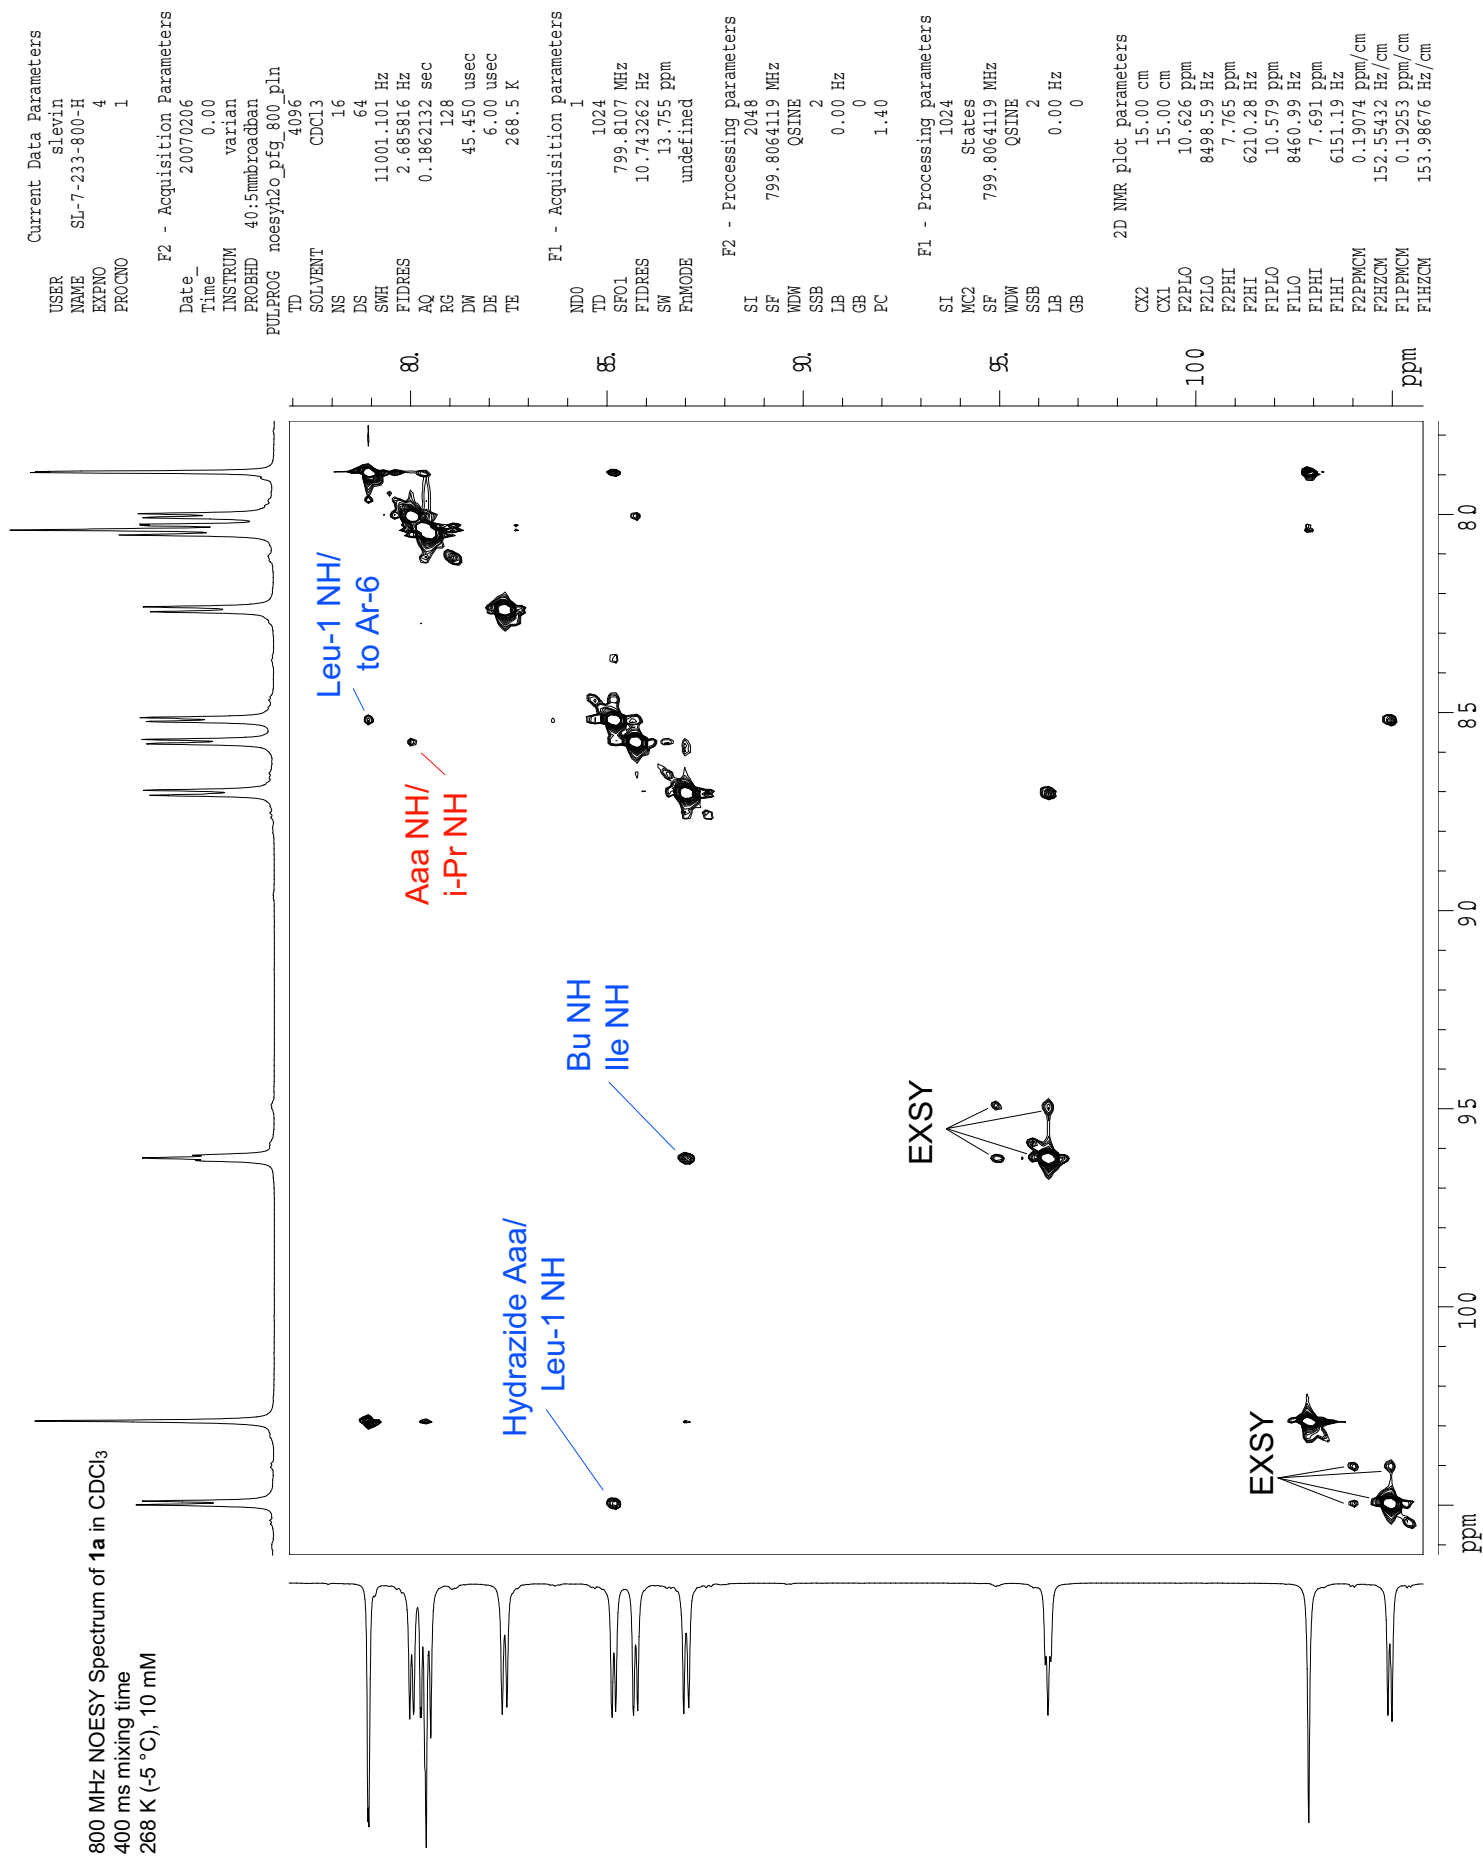 800 MHz NOESY Spectrum of 1a in CDCl3
400 ms mixing time
268 K (-5 °C), 10 mM
Leu-1 NH/
to Ar-6
Aaa NH/
i-Pr NH
Bu NH
Ile NH
Hydrazide Aaa/
Leu-1 NH
EXSY
EXSY
8.0
8.5
9.0
9.5
10.0
ppm
8.0
8.5
9.0
9.5
10.0
ppm
Current Data Parameters
USER slevin
NAME SL-7-233-800-H
EXPNO 4
PROCNO 1
F2 - Acquisition Parameters
Date_ 20070206
Time 0.00
INSTRUM varian
PROBHD 40:5mmbroadban
PULPROG noesyh2o_pfg_800_pln
TD 4096
SOLVENT CDCl3
NS 16
DS 64
SWH 11001.101 Hz
FIDRES 2.685816 Hz
AQ 0.1862132 sec
RG 128
DW 45.450 usec
DE 6.00 usec
TE 268.5 K
F1 - Acquisition parameters
ND0 1
TD 1024
SFO1 799.8107 MHz
FIDRES 10.743262 Hz
SW 13.755 ppm
FnMODE undefined
F2 - Processing parameters
SI 2048
SF 799.8064119 MHz
WDW QSINE
SSB 2
LB 0.00 Hz
GB 0
PC 1.40
F1 - Processing parameters
SI 1024
MC2 States
SF 799.8064119 MHz
WDW QSINE
SSB 2
LB 0.00 Hz
GB 0
2D NMR plot parameters
CX2 15.00 cm
CX1 15.00 cm
F2PLO 10.626 ppm
F2LO 8498.59 Hz
F2PHI 7.765 ppm
F2HI 6210.28 Hz
F1PLO 10.579 ppm
F1LO 8460.99 Hz
F1PHI 7.691 ppm
F1HI 6151.19 Hz
F2PPMCM 0.19074 ppm/cm
F2HZCM 152.55432 Hz/cm
F1PPMCM 0.19253 ppm/cm
F1HZCM 153.98676 Hz/cm